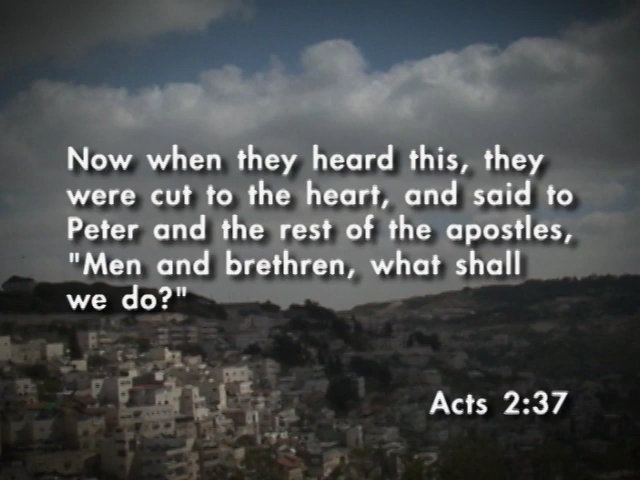 Now when they heard this, they
were cut to the heart, and said to
Peter and the rest of the apostles,
"Men and brethren, what shall
we do?"
Acts 2:37